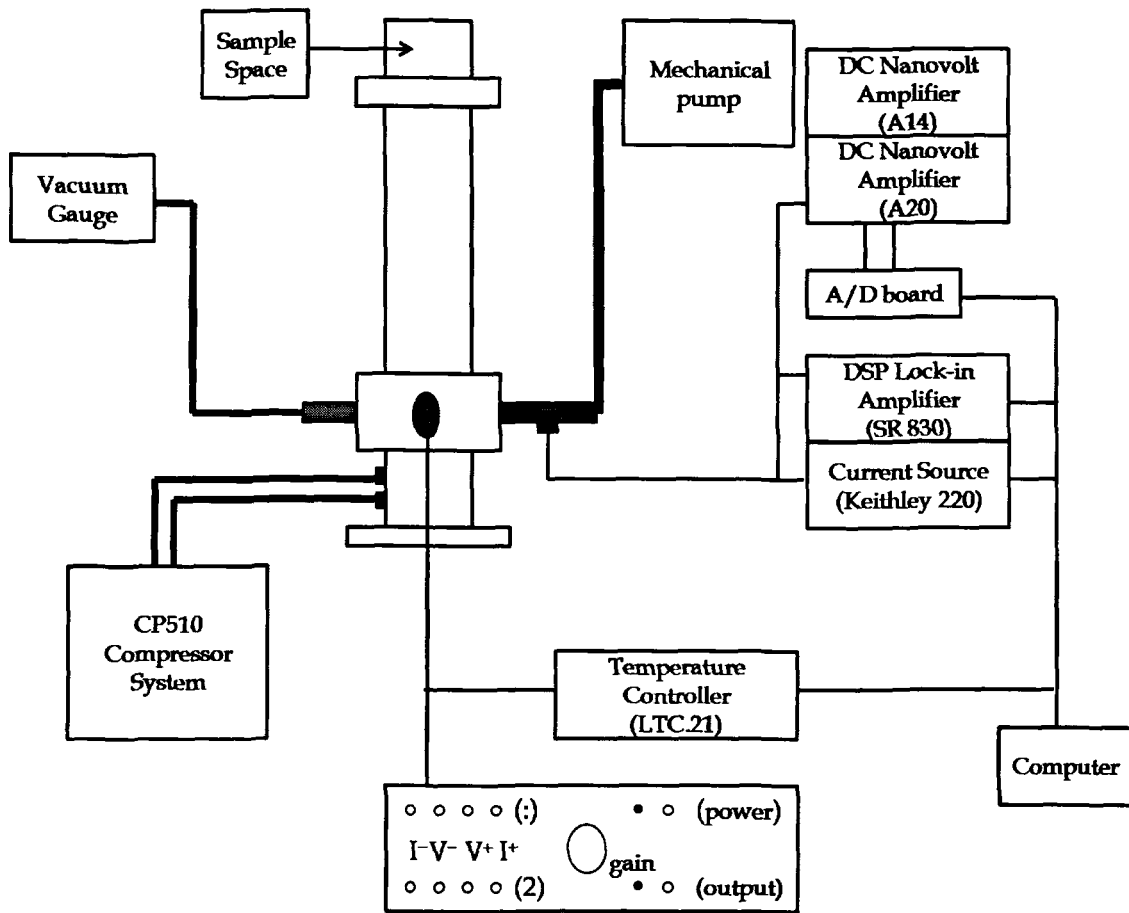 Sample
Space
Mechanical
pump
DC Nanovolt
Amplifier
(A14)
DC Nanovolt
Amplifier
(A20)
Vacuum
Gauge
A/D board
DSP Lock-in
Amplifier
(SR 830)
Current Source
(Keithley 220)
CP510
Compressor
System
Temperature
Controller
(LTC.21)
Computer
(:) (power)
I⁻ V⁻ V⁺ I⁺
gain
(2) (output)